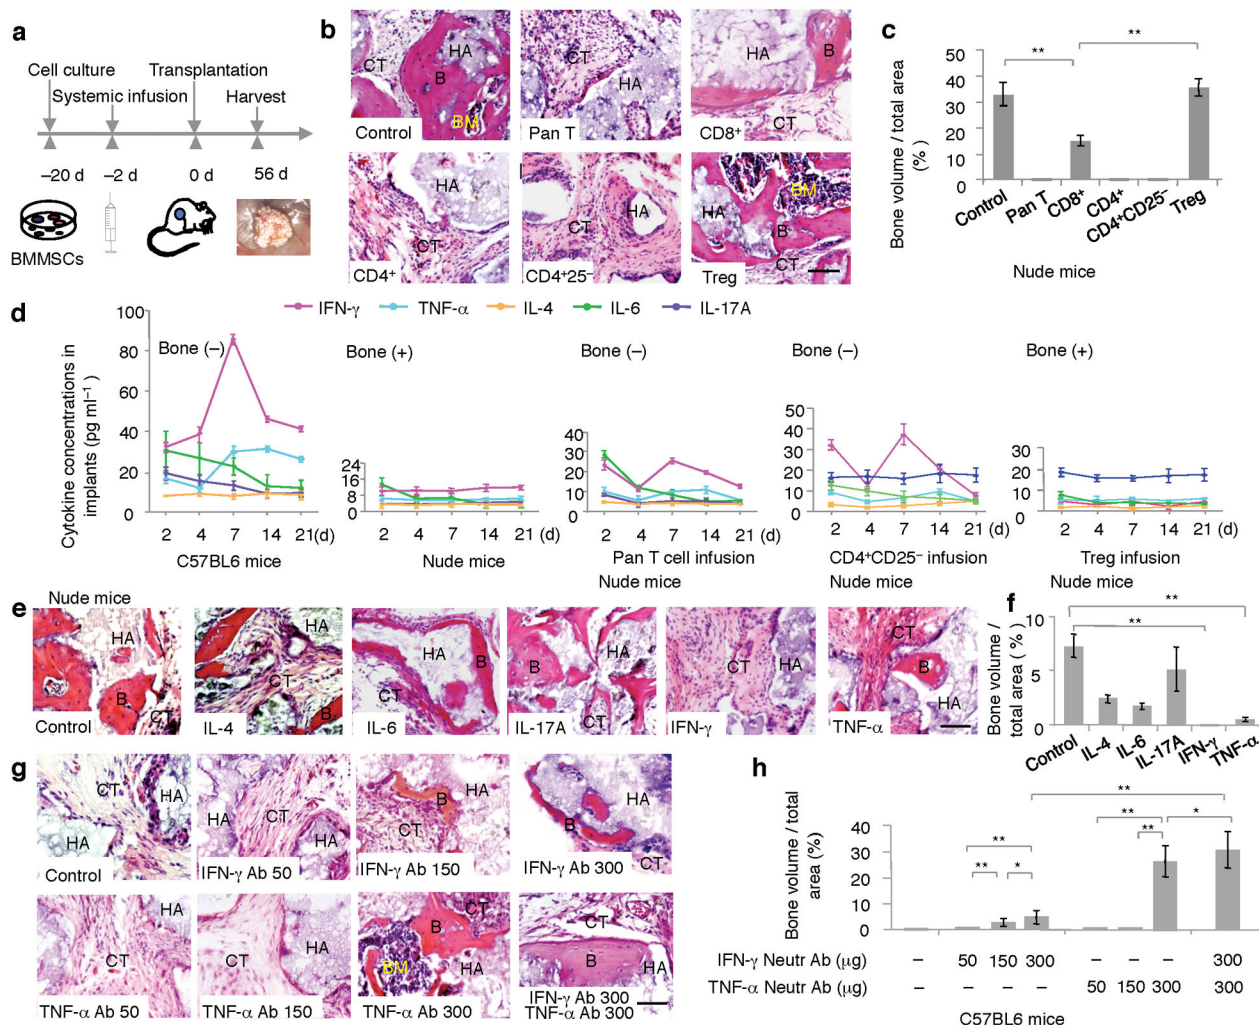 a
Cell culture
Transplantation
Systemic infusion
Harvest
–20 d
–2 d
0 d
56 d
BMMSCs
b
CT
HA
B
BM
Control
CT
HA
Pan T
HA
B
CT
CD8⁺
HA
CT
CD4⁺
HA
CT
CD4⁺25⁻
BM
HA
B
CT
Treg
c
Bone volume / total area
(%)
50
40
30
20
10
0
**
**
Control
Pan T
CD8⁺
CD4⁺
CD4⁺CD25⁻
Treg
Nude mice
d
IFN-γ
TNF-α
IL-4
IL-6
IL-17A
Cytokine concentrations in
implants (pg ml⁻¹)
100
80
60
40
20
0
Bone (–)
2 4 7 14 21 (d)
C57BL6 mice
Bone (+)
24
16
8
0
2 4 7 14 21 (d)
Nude mice
Bone (–)
40
30
20
10
0
2 4 7 14 21 (d)
Pan T cell infusion
Nude mice
Bone (–)
50
40
30
20
10
0
2 4 7 14 21 (d)
CD4⁺CD25⁻ infusion
Nude mice
Bone (+)
30
20
10
0
2 4 7 14 21 (d)
Treg infusion
Nude mice
e
Nude mice
HA
B
CT
Control
HA
CT
B
IL-4
HA
B
CT
IL-6
B
HA
CT
IL-17A
CT
HA
IFN-γ
CT
B
HA
TNF-α
f
Bone volume /
total area (%)
10
5
0
**
**
Control
IL-4
IL-6
IL-17A
IFN-γ
TNF-α
g
CT
HA
HA
Control
CT
HA
IFN-γ Ab 50
B
HA
CT
IFN-γ Ab 150
HA
B
CT
IFN-γ Ab 300
HA
CT
TNF-α Ab 50
HA
CT
TNF-α Ab 150
CT
B
BM
HA
TNF-α Ab 300
CT
B
HA
IFN-γ Ab 300
TNF-α Ab 300
h
Bone volume / total
area (%)
40
30
20
10
0
**
**
*
**
**
**
*
IFN-γ Neutr Ab (μg)
– 50 150 300 – – – 300
TNF-α Neutr Ab (μg)
– – – – 50 150 300 300
C57BL6 mice